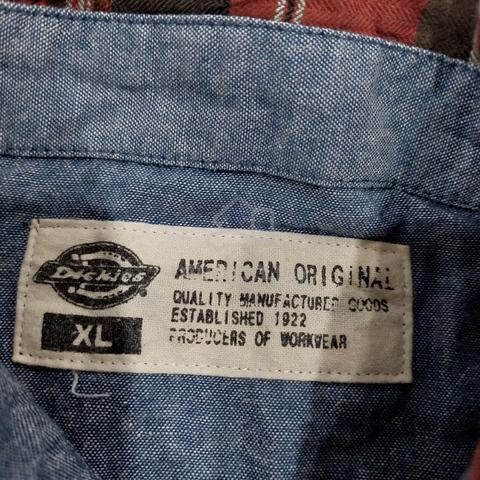 Dickies
XL
AMERICAN ORIGINAL
QUALITY MANUFACTURED GOODS
ESTABLISHED 1922
PRODUCERS OF WORKWEAR